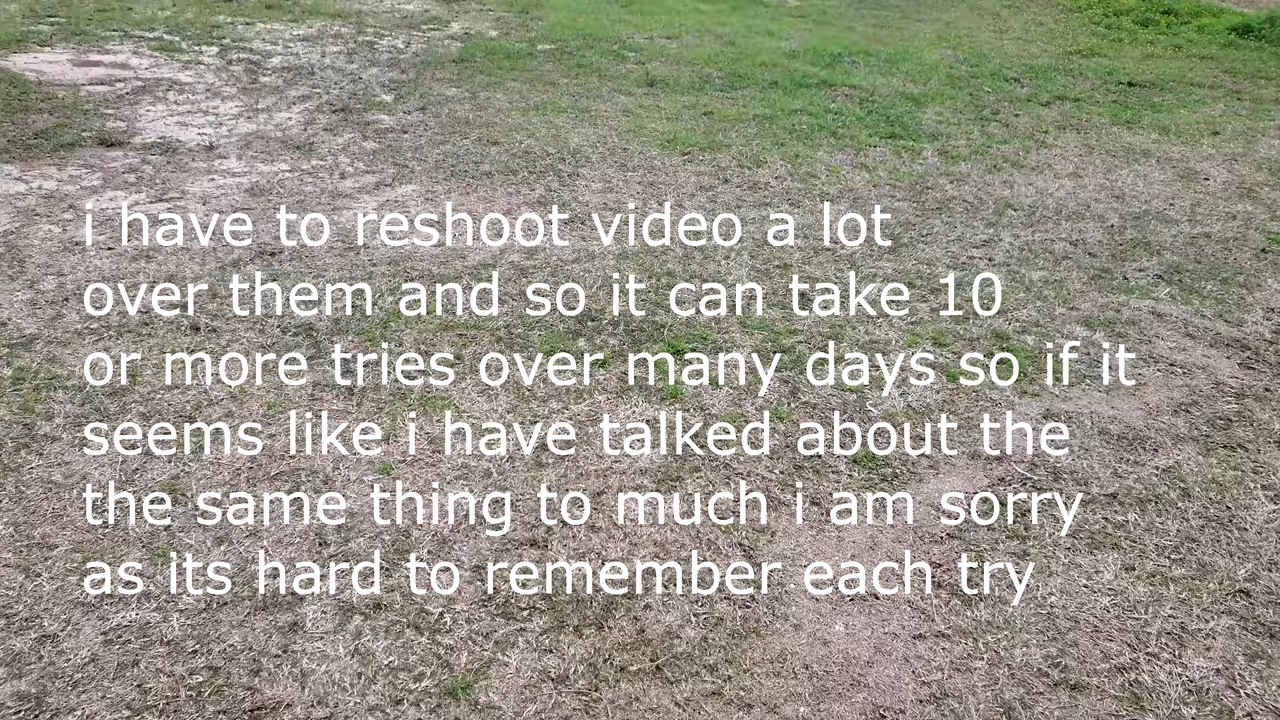 i have to reshoot video a lot
over them and so it can take 10
or more tries over many days so if it
seems like i have talked about the
the same thing to much i am sorry
as its hard to remember each try